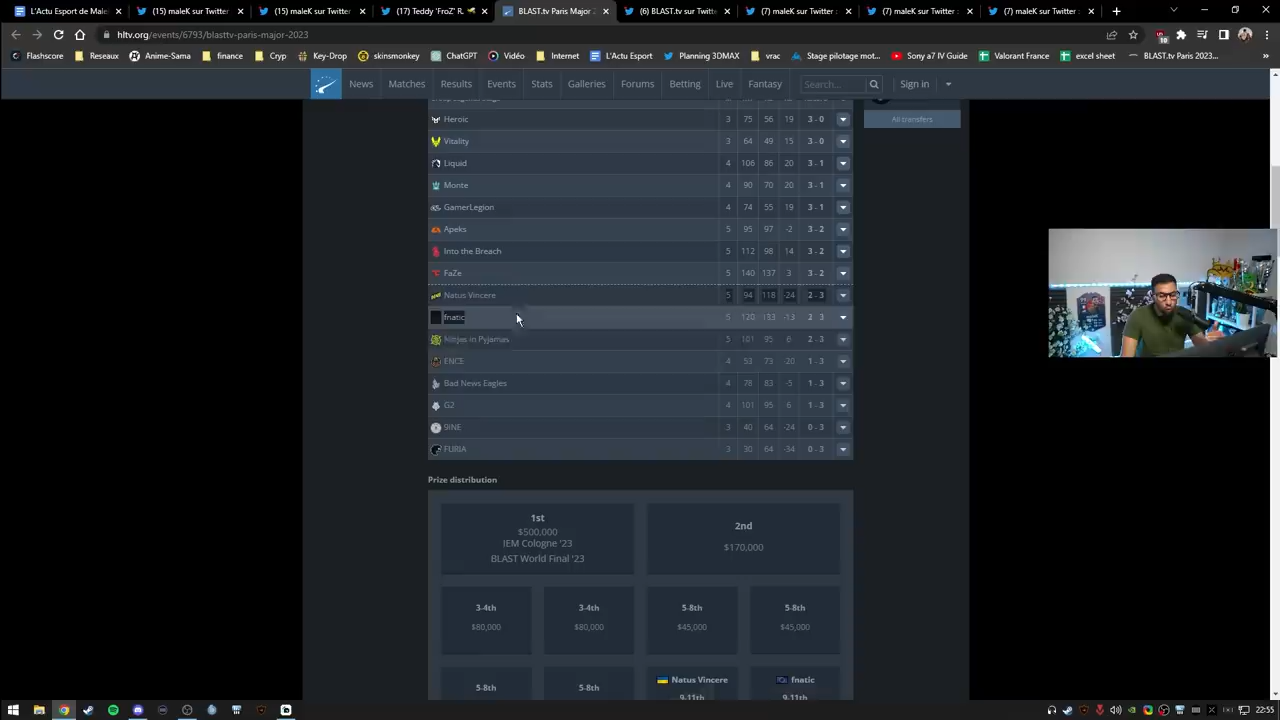 L'Actu Esport de Male
(15) maleK sur Twitter
(15) maleK sur Twitter :
(17) Teddy 'FroZ' R.
BLAST.tv Paris Major 2
(6) BLAST.tv sur Twitte
(7) maleK sur Twitter :
(7) maleK sur Twitter :
(7) maleK sur Twitter :
hltv.org/events/6793/blasttv-paris-major-2023
Flashscore
Reseaux
Anime-Sama
finance
Cryp
Key-Drop
skinsmonkey
ChatGPT
Vidéo
Internet
L'Actu Esport
Planning 3DMAX
vrac
Stage pilotage mot...
Sony a7 IV Guide
Valorant France
excel sheet
BLAST.tv Paris 2023...
News
Matches
Results
Events
Stats
Galleries
Forums
Betting
Live
Fantasy
Search...
Sign in
All transfers
Heroic 3 75 56 19 3 - 0
Vitality 3 64 49 15 3 - 0
Liquid 4 106 86 20 3 - 1
Monte 4 90 70 20 3 - 1
GamerLegion 4 74 55 19 3 - 1
Apeks 5 95 97 -2 3 - 2
Into the Breach 5 112 98 14 3 - 2
FaZe 5 140 137 3 3 - 2
Natus Vincere 5 94 118 -24 2 - 3
fnatic 5 120 133 -13 2 - 3
Ninjas in Pyjamas 5 101 95 6 2 - 3
ENCE 4 53 73 -20 1 - 3
Bad News Eagles 4 78 83 -5 1 - 3
G2 4 101 95 6 1 - 3
9INE 3 40 64 -24 0 - 3
FURIA 3 30 64 -34 0 - 3
Prize distribution
1st
$500,000
IEM Cologne '23
BLAST World Final '23
2nd
$170,000
3-4th
$80,000
3-4th
$80,000
5-8th
$45,000
5-8th
$45,000
5-8th
5-8th
Natus Vincere
9-11th
fnatic
9-11th
22:55